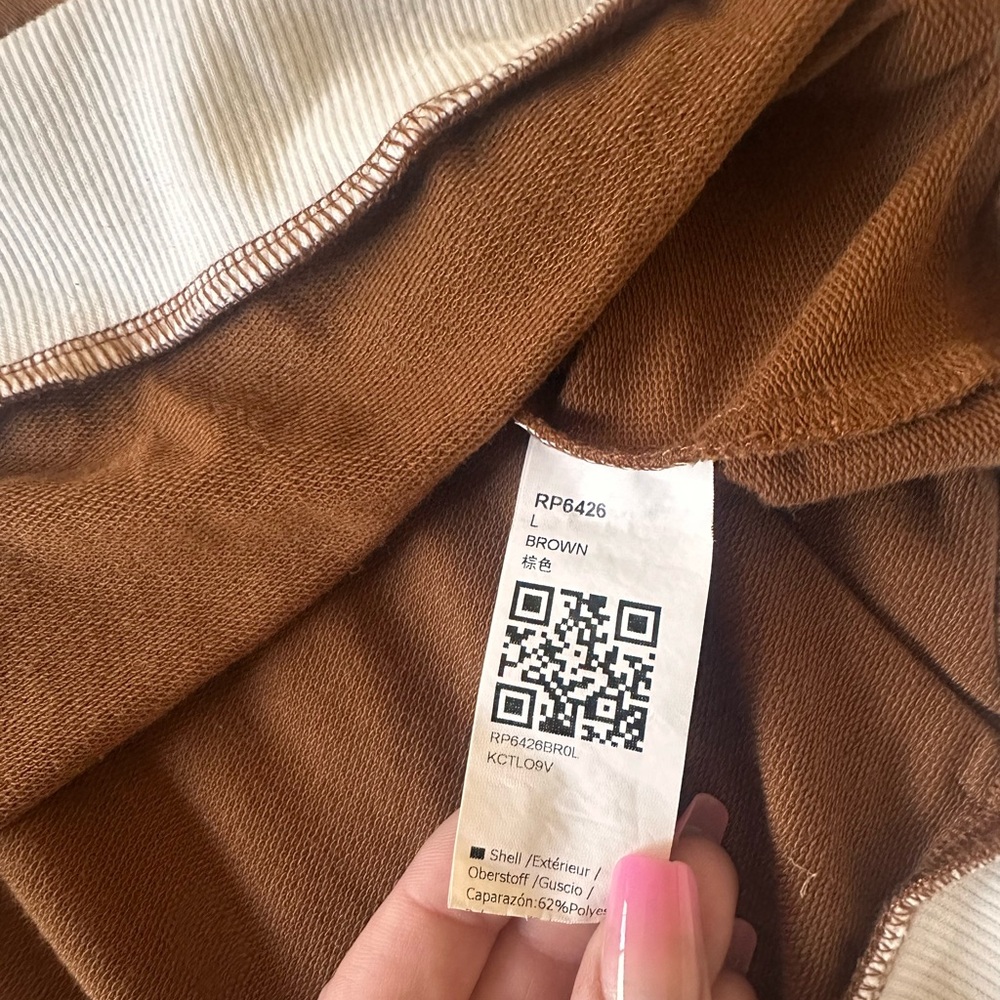 RP6426
L
BROWN
棕色
RP6426BR0L
KCTLO9V
Shell /Extérieur /
Oberstoff /Guscio /
Caparazón:62%Polyes